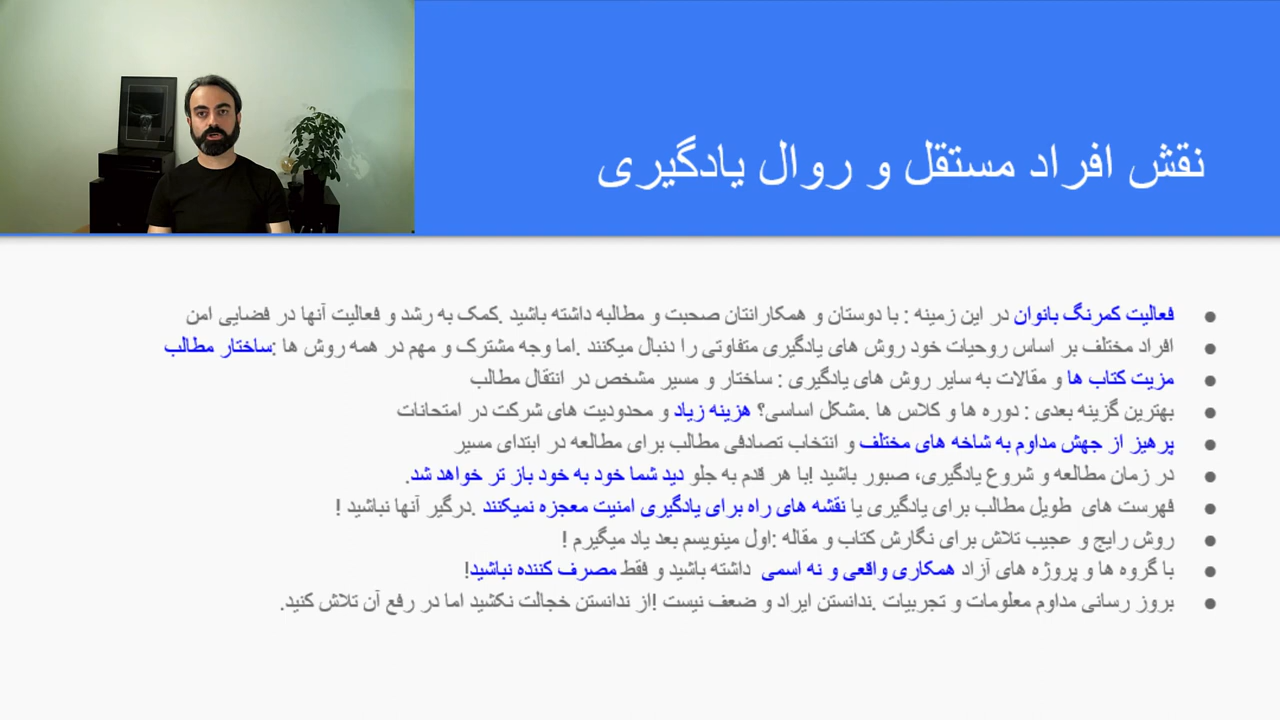 نقش افراد مستقل و روال یادگیری
● فعالیت کمرنگ بانوان در این زمینه : با دوستان و همکارانتان صحبت و مطالبه داشته باشید .کمک به رشد و فعالیت آنها در فضایی امن
● افراد مختلف بر اساس روحیات خود روش های یادگیری متفاوتی را دنبال میکنند .اما وجه مشترک و مهم در همه روش ها :ساختار مطالب
● مزیت کتاب ها و مقالات به سایر روش های یادگیری : ساختار و مسیر مشخص در انتقال مطالب
● بهترین گزینه بعدی : دوره ها و کلاس ها .مشکل اساسی؟ هزینه زیاد و محدودیت های شرکت در امتحانات
● پرهیز از جهش مداوم به شاخه های مختلف و انتخاب تصادفی مطالب برای مطالعه در ابتدای مسیر
● در زمان مطالعه و شروع یادگیری، صبور باشید !با هر قدم به جلو دید شما خود به خود باز تر خواهد شد.
● فهرست های طویل مطالب برای یادگیری یا نقشه های راه برای یادگیری امنیت معجزه نمیکنند .درگیر آنها نباشید !
● روش رایج و عجیب تلاش برای نگارش کتاب و مقاله :اول مینویسم بعد یاد میگیرم !
● با گروه ها و پروژه های آزاد همکاری واقعی و نه اسمی داشته باشید و فقط مصرف کننده نباشید!
● بروز رسانی مداوم معلومات و تجربیات .ندانستن ایراد و ضعف نیست !از ندانستن خجالت نکشید اما در رفع آن تلاش کنید.